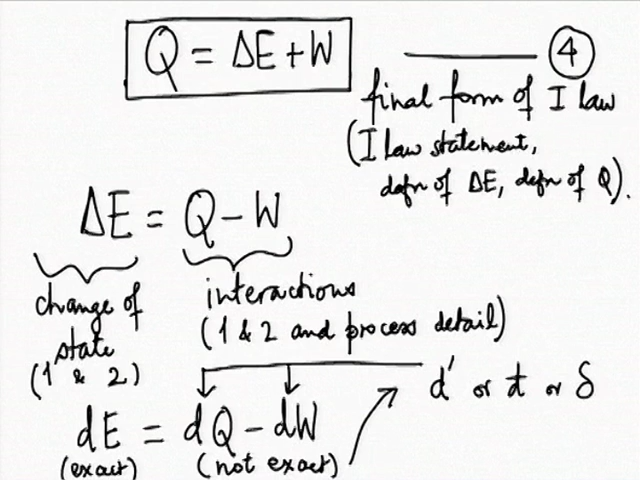 Q = ΔE + W
④
final form of I law
(I law statement,
defn of ΔE, defn of Q).
ΔE = Q - W
change of
state
(1 & 2)
interactions
(1 & 2 and process detail)
d' or đ or δ
dE = dQ - dW
(exact) (not exact)